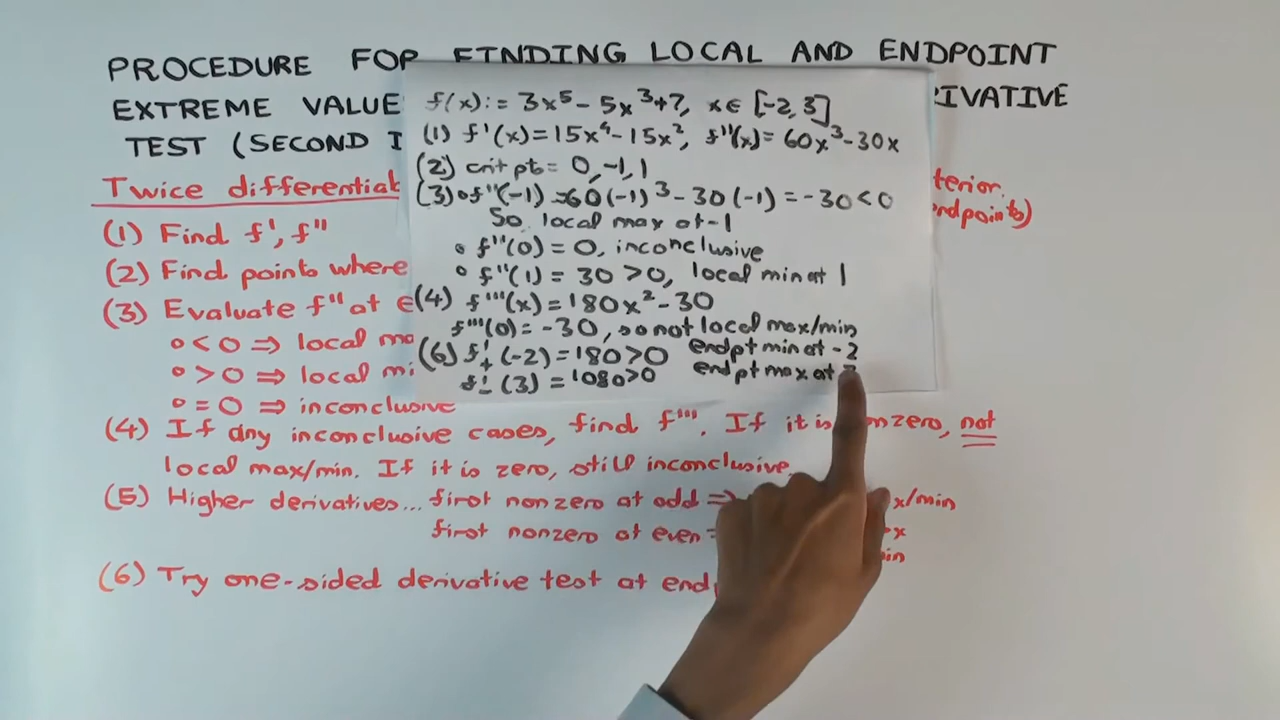 PROCEDURE FOR FINDING LOCAL AND ENDPOINT
EXTREME VALUE
IVATIVE
TEST (SECOND
Twice differential
terior
(1) Find f', f"
(2) Find points where
(3) Evaluate f" at
o < 0 ⇒ local
o > 0 ⇒ local
o = 0 ⇒ inconclusive
(4) If any inconclusive cases, find f'''. If it is nonzero, not
local max/min. If it is zero, still inconclusive.
(5) Higher derivatives... first nonzero at odd ⇒ x/min
first nonzero at even
(6) Try one-sided derivative test at
f(x) := 3x⁵ - 5x³+7, x ∈ [-2,3]
(1) f'(x) = 15x⁴-15x², f''(x) = 60x³-30x
(2) crit pts = 0, -1, 1
(3) o f''(-1) = 60(-1)³ - 30(-1) = -30 < 0
So local max at -1
o f''(0) = 0, inconclusive
o f''(1) = 30 > 0, local min at 1
(4) f'''(x) = 180x² - 30
f'''(0) = -30, so not local max/min
(6) f'₊(-2) = 180 > 0 endpt min at -2
f'₋(3) = 1080 > 0 endpt max at